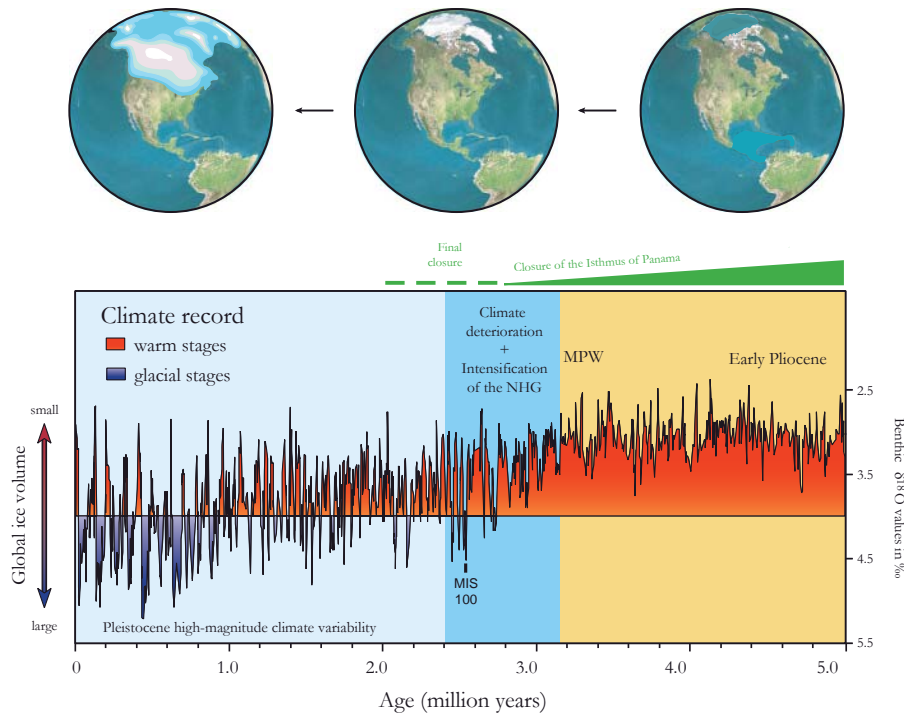 Final
closure
Closure of the Isthmus of Panama
Climate record
warm stages
glacial stages
Climate
deterioration
+
Intensification
of the NHG
MPW
Early Pliocene
small
Global ice volume
large
2.5
3.5
4.5
5.5
Benthic δ18O values in ‰
MIS
100
Pleistocene high-magnitude climate variability
0
1.0
2.0
3.0
4.0
5.0
Age (million years)